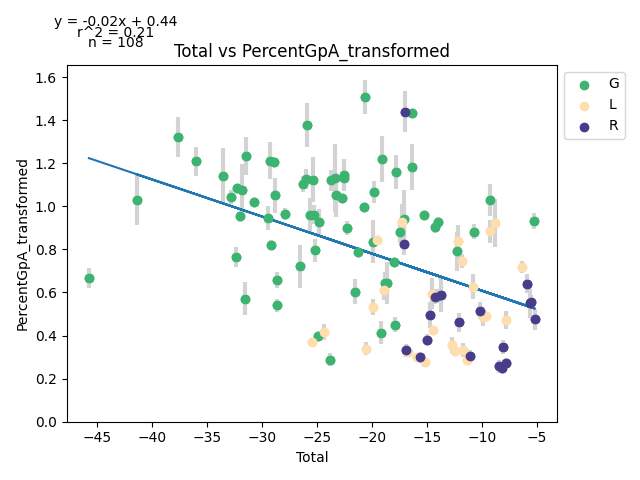 y = -0.02x + 0.44
r^2 = 0.21
n = 108
Total vs PercentGpA_transformed
G
L
R
PercentGpA_transformed
1.6
1.4
1.2
1.0
0.8
0.6
0.4
0.2
0.0
−45 −40 −35 −30 −25 −20 −15 −10 −5
Total